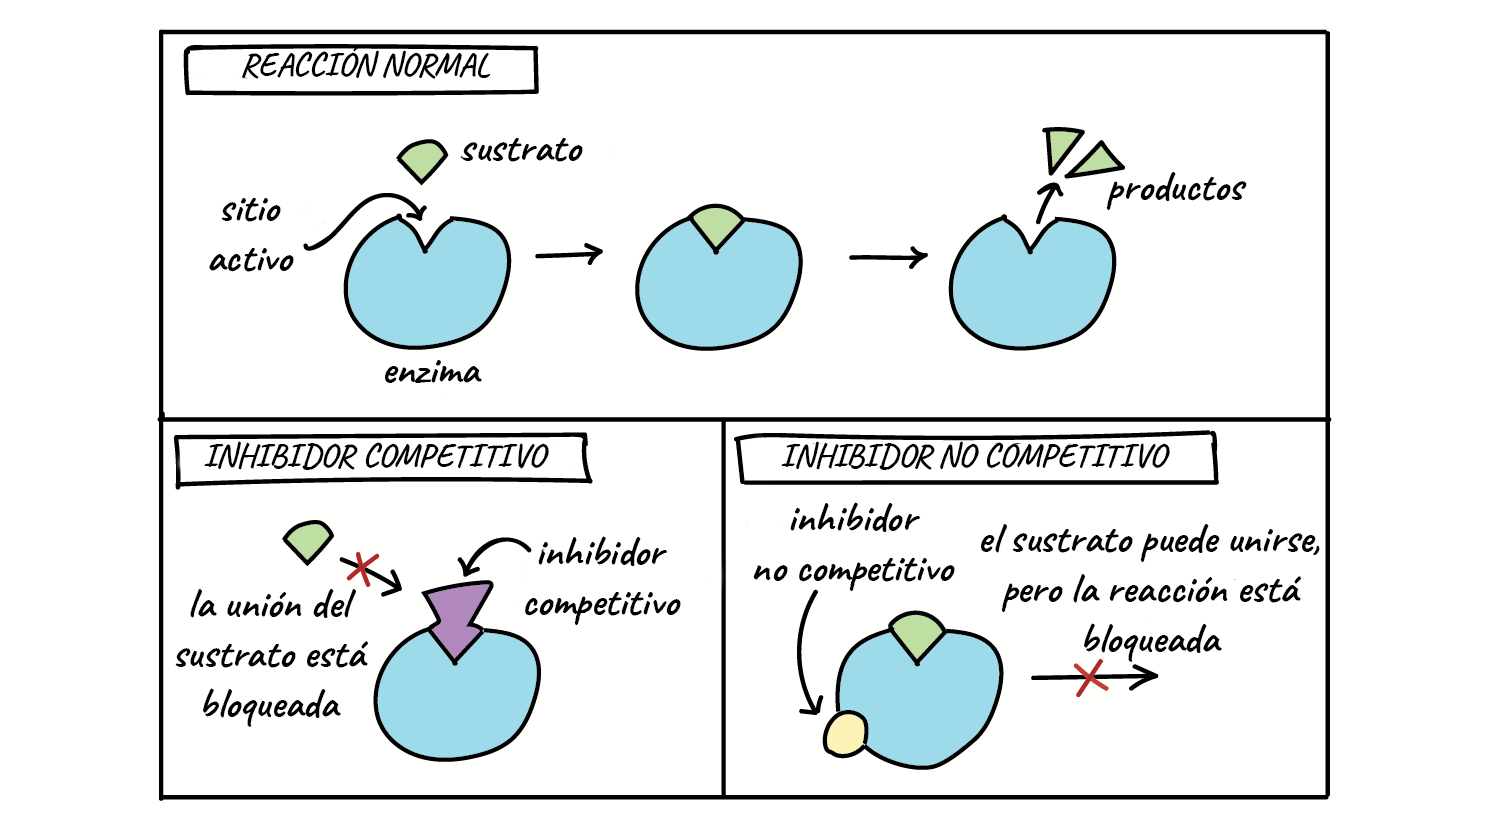 REACCIÓN NORMAL
sustrato
sitio
activo
productos
enzima
INHIBIDOR COMPETITIVO
inhibidor
competitivo
la unión del
sustrato está
bloqueada
INHIBIDOR NO COMPETITIVO
inhibidor
no competitivo
el sustrato puede unirse,
pero la reacción está
bloqueada